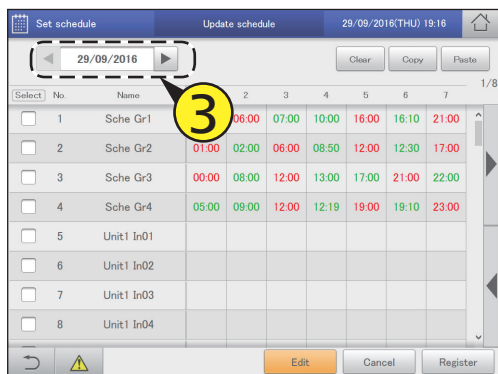 Set schedule Update schedule 29/09/2016(THU) 19:16
29/09/2016 Clear Copy Paste
1/8
Select No. Name 2 3 4 5 6 7
3
1 Sche Gr1 06:00 07:00 10:00 16:00 16:10 21:00
2 Sche Gr2 01:00 02:00 06:00 08:50 12:00 12:30 17:00
3 Sche Gr3 00:00 08:00 12:00 13:00 17:00 21:00 22:00
4 Sche Gr4 05:00 09:00 12:00 12:19 19:00 19:10 23:00
5 Unit1 In01
6 Unit1 In02
7 Unit1 In03
8 Unit1 In04
Edit Cancel Register